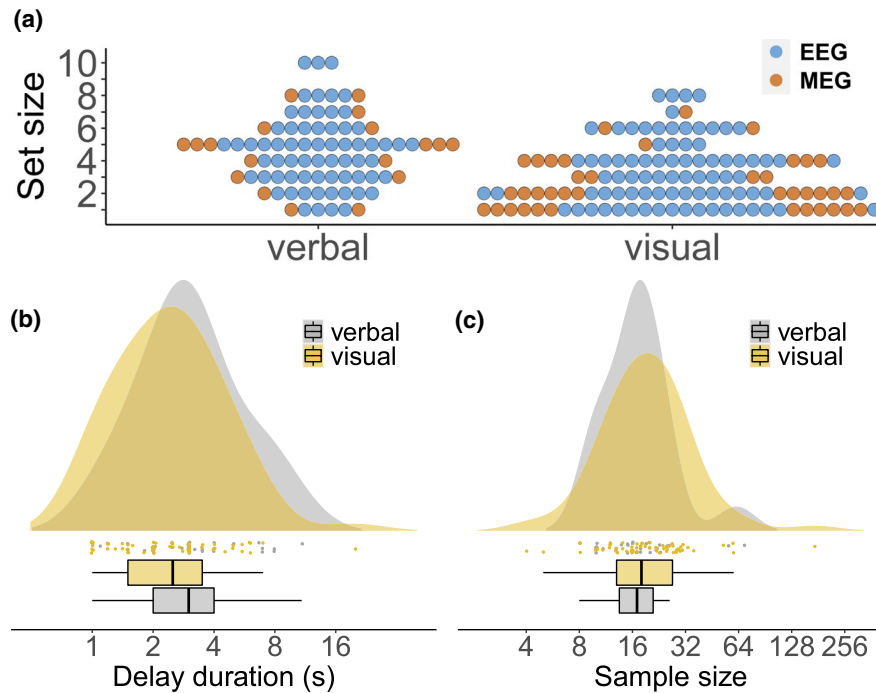 (a)
Set size
10
8
6
4
2
EEG
MEG
verbal
visual
(b)
verbal
visual
1 2 4 8 16
Delay duration (s)
(c)
verbal
visual
4 8 16 32 64 128 256
Sample size